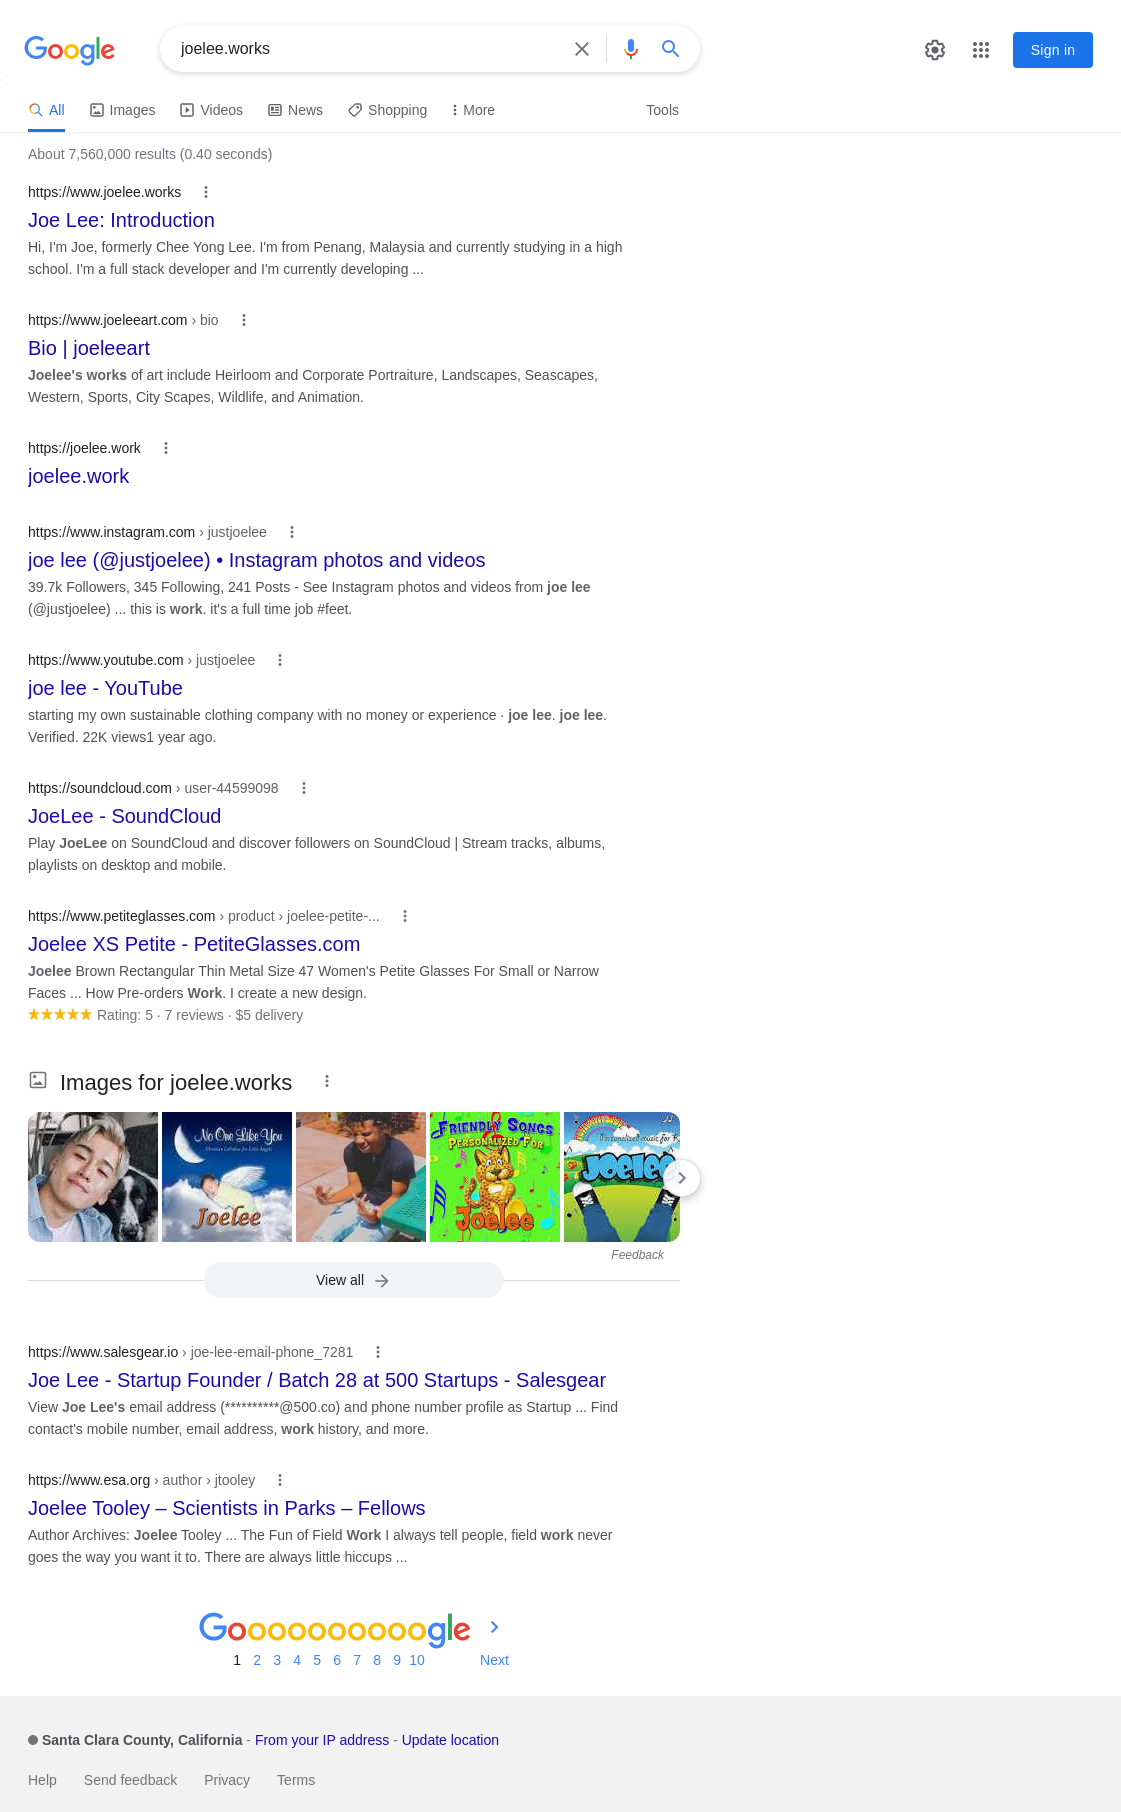 Google
joelee.works
Sign in
All
Images
Videos
News
Shopping
More
Tools
About 7,560,000 results (0.40 seconds)
https://www.joelee.works
Joe Lee: Introduction
Hi, I'm Joe, formerly Chee Yong Lee. I'm from Penang, Malaysia and currently studying in a high
school. I'm a full stack developer and I'm currently developing ...
https://www.joeleeart.com › bio
Bio | joeleeart
Joelee's works of art include Heirloom and Corporate Portraiture, Landscapes, Seascapes,
Western, Sports, City Scapes, Wildlife, and Animation.
https://joelee.work
joelee.work
https://www.instagram.com › justjoelee
joe lee (@justjoelee) • Instagram photos and videos
39.7k Followers, 345 Following, 241 Posts - See Instagram photos and videos from joe lee
(@justjoelee) ... this is work. it's a full time job #feet.
https://www.youtube.com › justjoelee
joe lee - YouTube
starting my own sustainable clothing company with no money or experience · joe lee. joe lee.
Verified. 22K views1 year ago.
https://soundcloud.com › user-44599098
JoeLee - SoundCloud
Play JoeLee on SoundCloud and discover followers on SoundCloud | Stream tracks, albums,
playlists on desktop and mobile.
https://www.petiteglasses.com › product › joelee-petite-...
Joelee XS Petite - PetiteGlasses.com
Joelee Brown Rectangular Thin Metal Size 47 Women's Petite Glasses For Small or Narrow
Faces ... How Pre-orders Work. I create a new design.
Rating: 5 · 7 reviews · $5 delivery
Images for joelee.works
No One Like You
Christian Lullabies for Little Angels
Joelee
FRIENDLY SONGS
PERSONALIZED FOR
Joelee
Personalized music for K
Joelee
Feedback
View all
https://www.salesgear.io › joe-lee-email-phone_7281
Joe Lee - Startup Founder / Batch 28 at 500 Startups - Salesgear
View Joe Lee's email address (**********@500.co) and phone number profile as Startup ... Find
contact's mobile number, email address, work history, and more.
https://www.esa.org › author › jtooley
Joelee Tooley – Scientists in Parks – Fellows
Author Archives: Joelee Tooley ... The Fun of Field Work I always tell people, field work never
goes the way you want it to. There are always little hiccups ...
Goooooooooogle
1 2 3 4 5 6 7 8 9 10 Next
Santa Clara County, California - From your IP address - Update location
Help Send feedback Privacy Terms